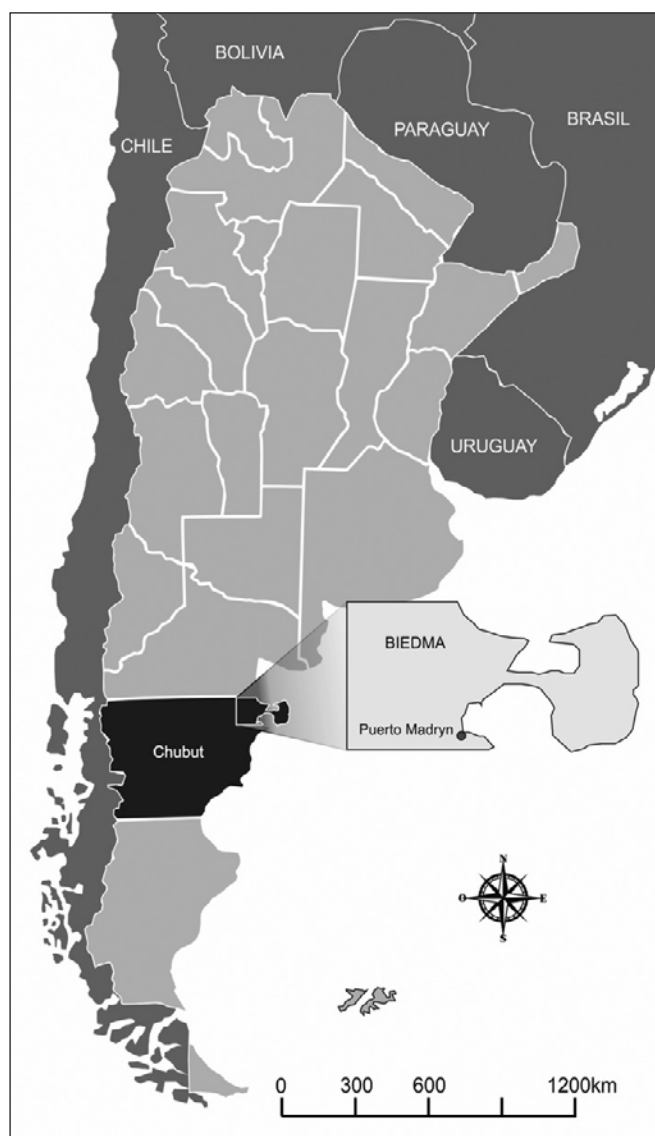 BOLIVIA
PARAGUAY
BRASIL
CHILE
URUGUAY
BIEDMA
Puerto Madryn
Chubut
N
O
E
S
0 300 600 1200km